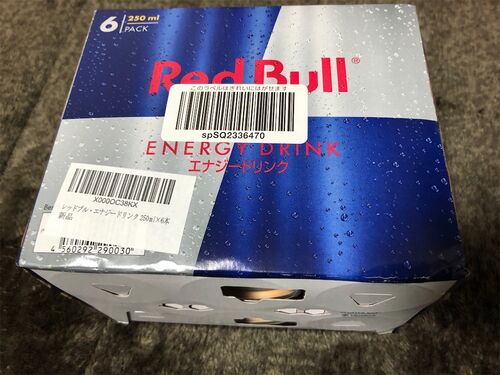 6 250 ml
PACK
Red Bull®
このラベルはきれいにはがせます
spSQ2336470
ENERGY DRINK
エナジードリンク
X000DC38KX
レッドブル・エナジードリンク 250ml×6本
新品
4 560292 290030